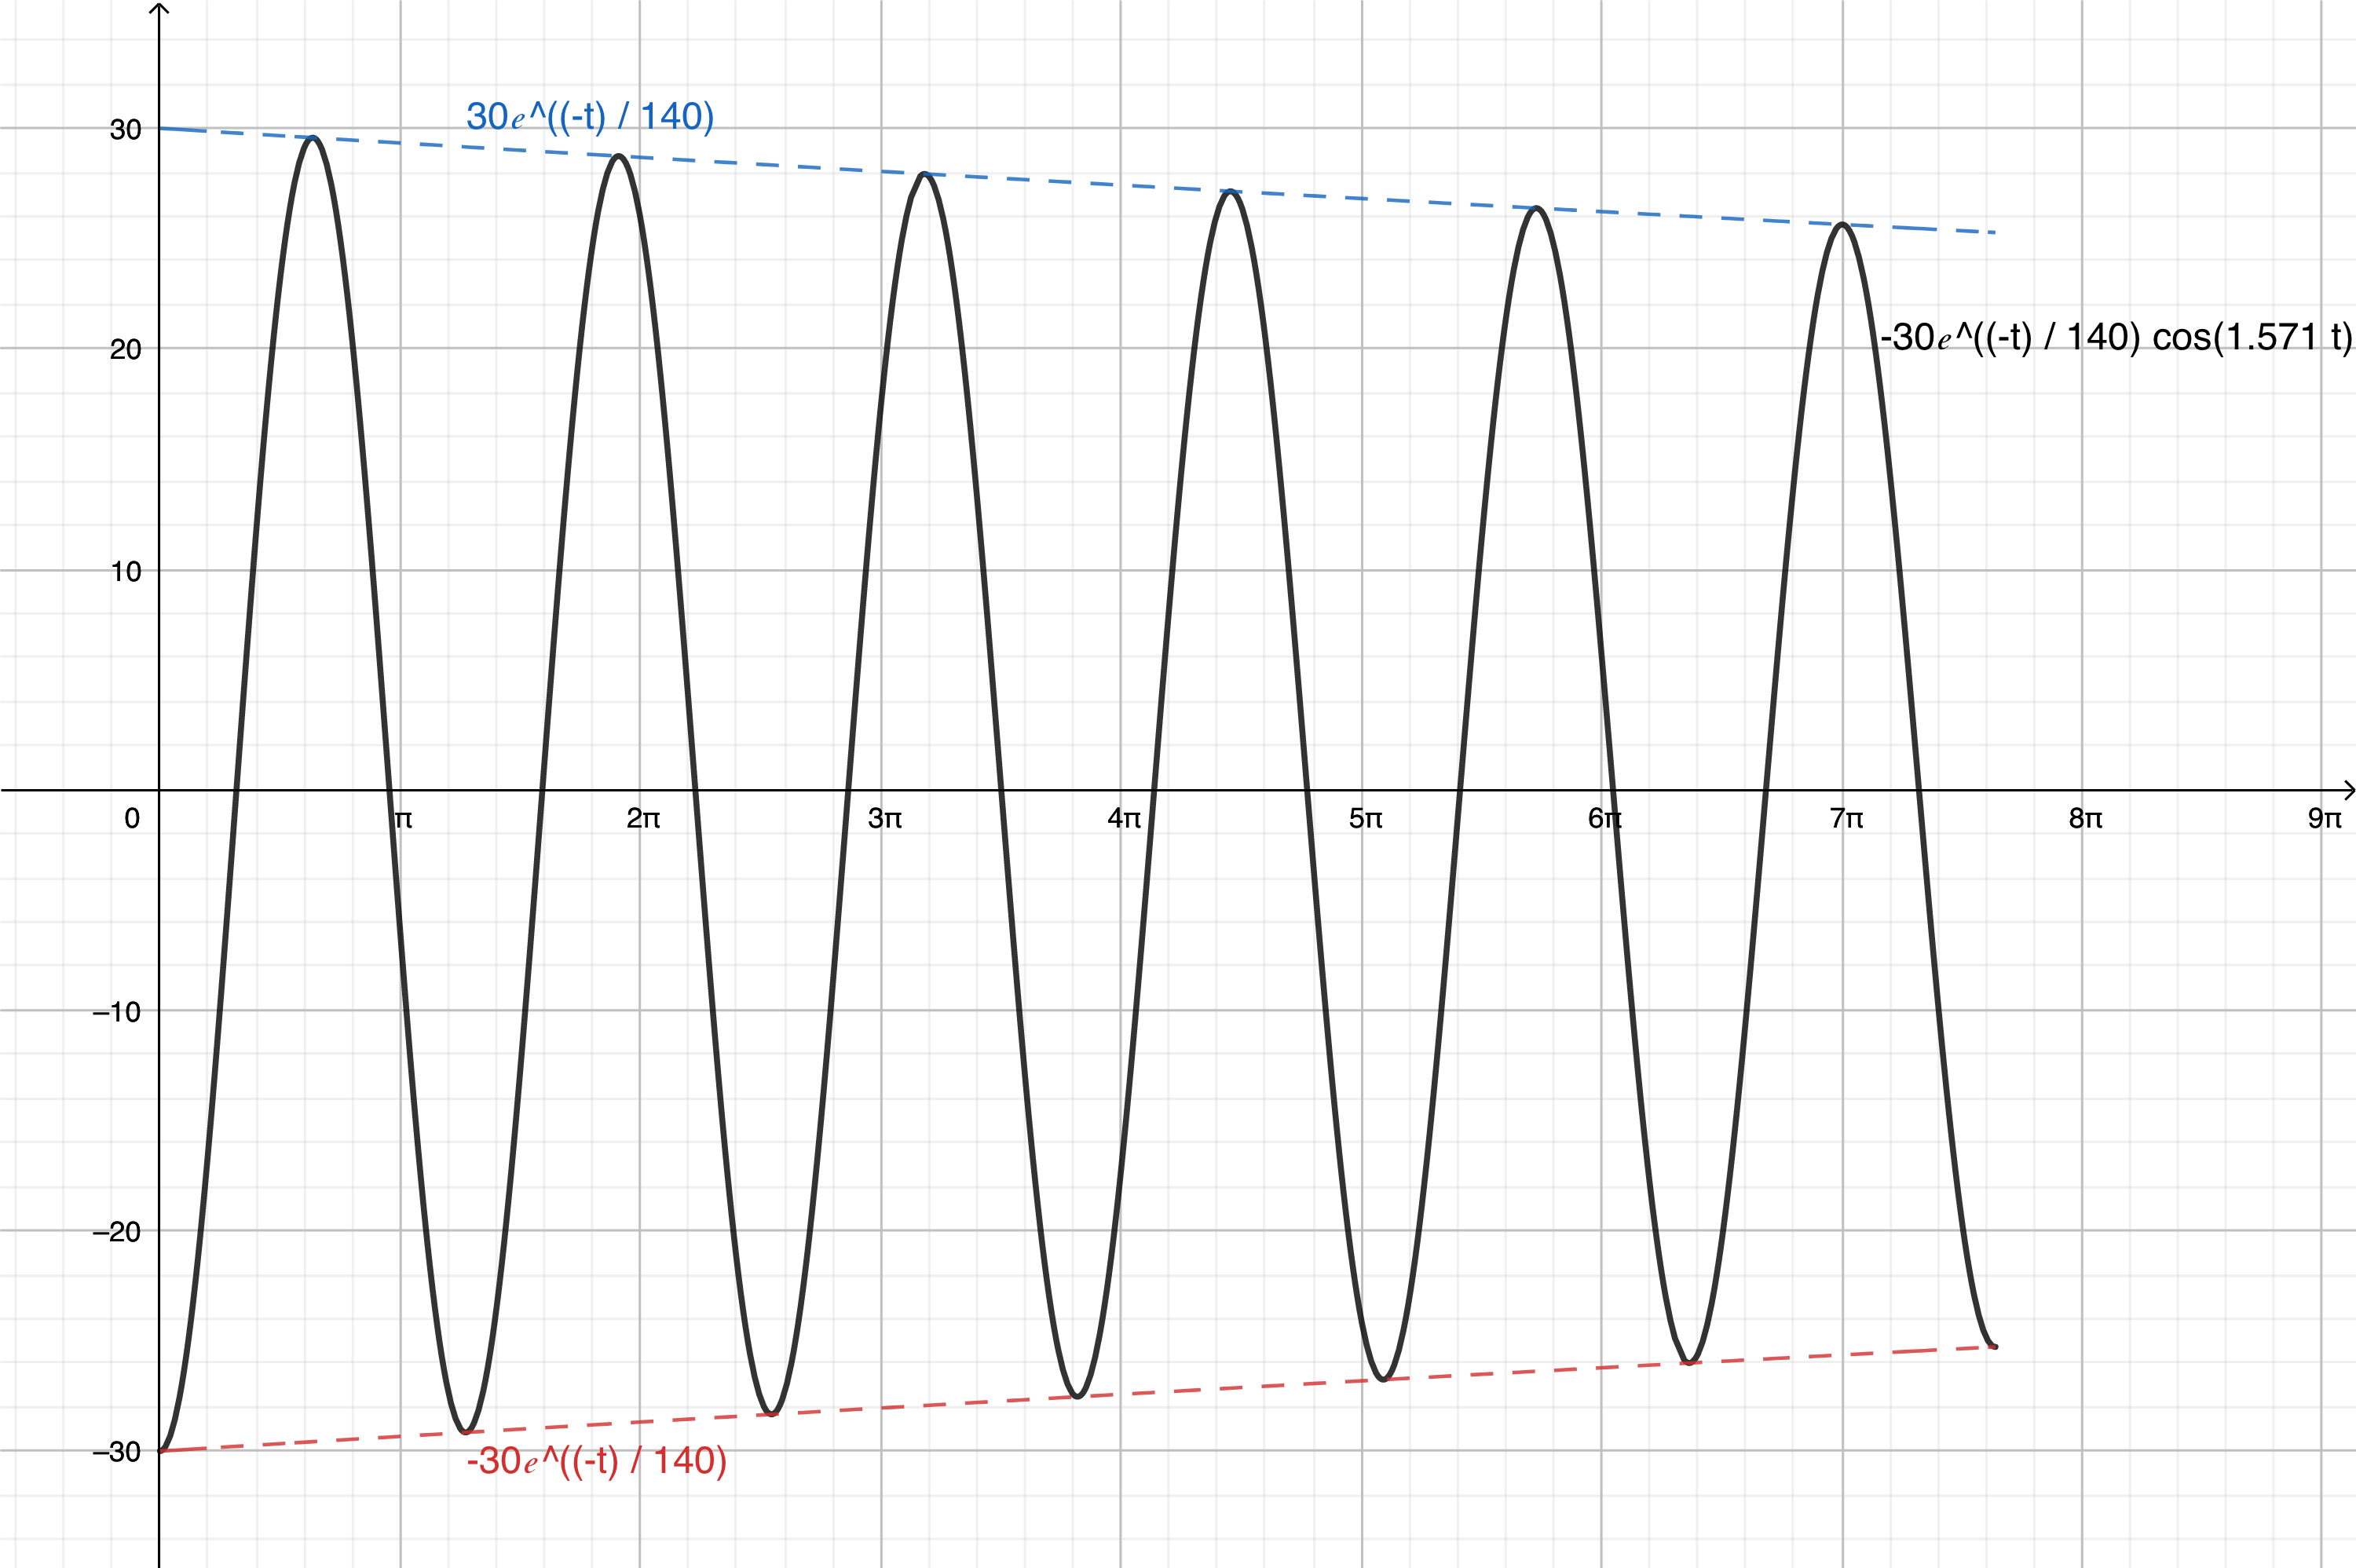 30e^((-t) / 140)
30
-30e^((-t) / 140) cos(1.571 t)
20
10
0
π
2π
3π
4π
5π
6π
7π
8π
9π
–10
–20
–30
-30e^((-t) / 140)